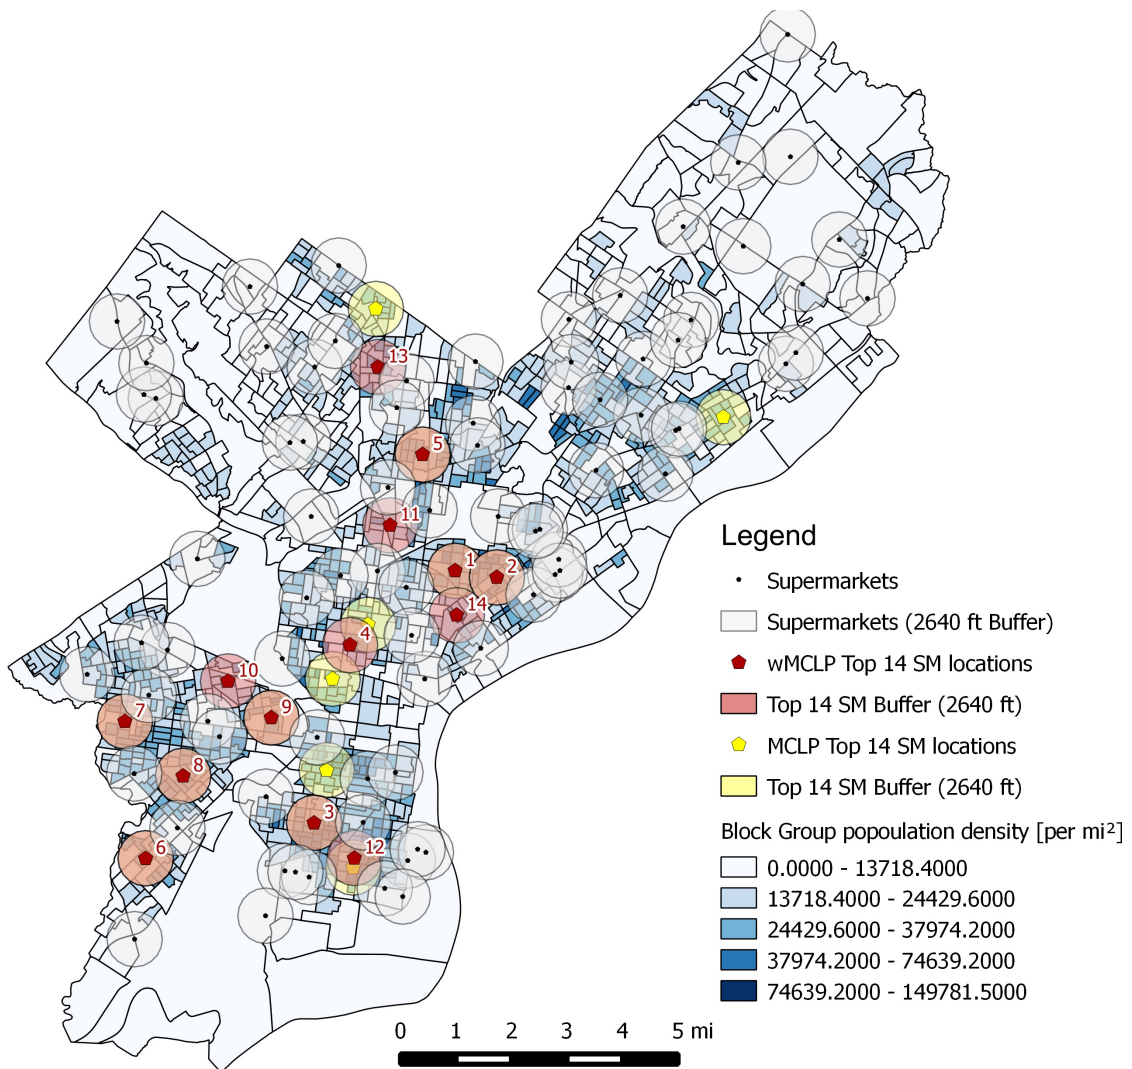 13
5
11
1
2
14
4
10
7
9
8
3
6
12
Legend
Supermarkets
Supermarkets (2640 ft Buffer)
wMCLP Top 14 SM locations
Top 14 SM Buffer (2640 ft)
MCLP Top 14 SM locations
Top 14 SM Buffer (2640 ft)
Block Group popoulation density [per mi²]
0.0000 - 13718.4000
13718.4000 - 24429.6000
24429.6000 - 37974.2000
37974.2000 - 74639.2000
74639.2000 - 149781.5000
0 1 2 3 4 5 mi